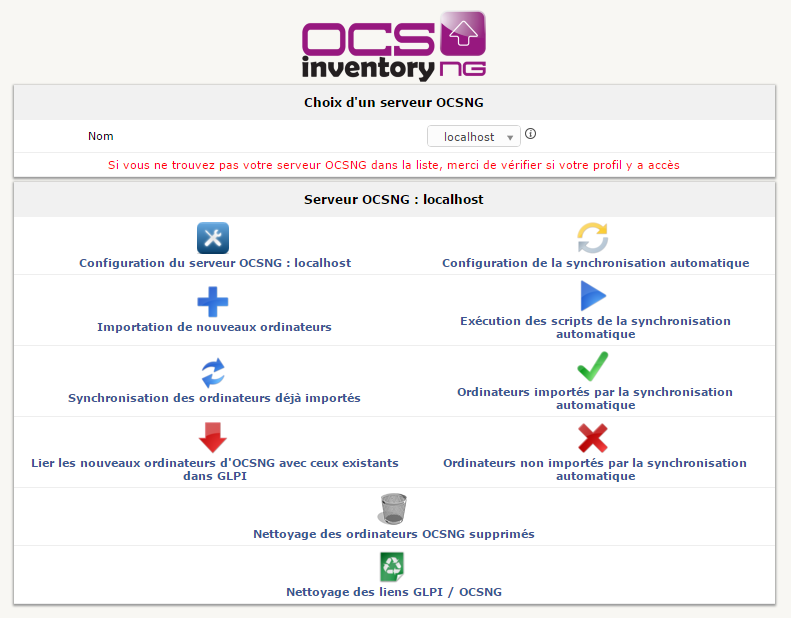 OCS
inventory NG
Choix d'un serveur OCSNG
Nom
localhost
Si vous ne trouvez pas votre serveur OCSNG dans la liste, merci de vérifier si votre profil y a accès
Serveur OCSNG : localhost
Configuration du serveur OCSNG : localhost
Configuration de la synchronisation automatique
Importation de nouveaux ordinateurs
Exécution des scripts de la synchronisation
automatique
Synchronisation des ordinateurs déjà importés
Ordinateurs importés par la synchronisation
automatique
Lier les nouveaux ordinateurs d'OCSNG avec ceux existants
dans GLPI
Ordinateurs non importés par la synchronisation
automatique
Nettoyage des ordinateurs OCSNG supprimés
Nettoyage des liens GLPI / OCSNG